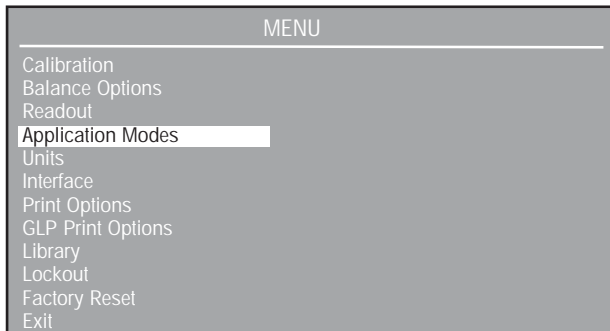 MENU
Calibration
Balance Options
Readout
Application Modes
Units
Interface
Print Options
GLP Print Options
Library
Lockout
Factory Reset
Exit